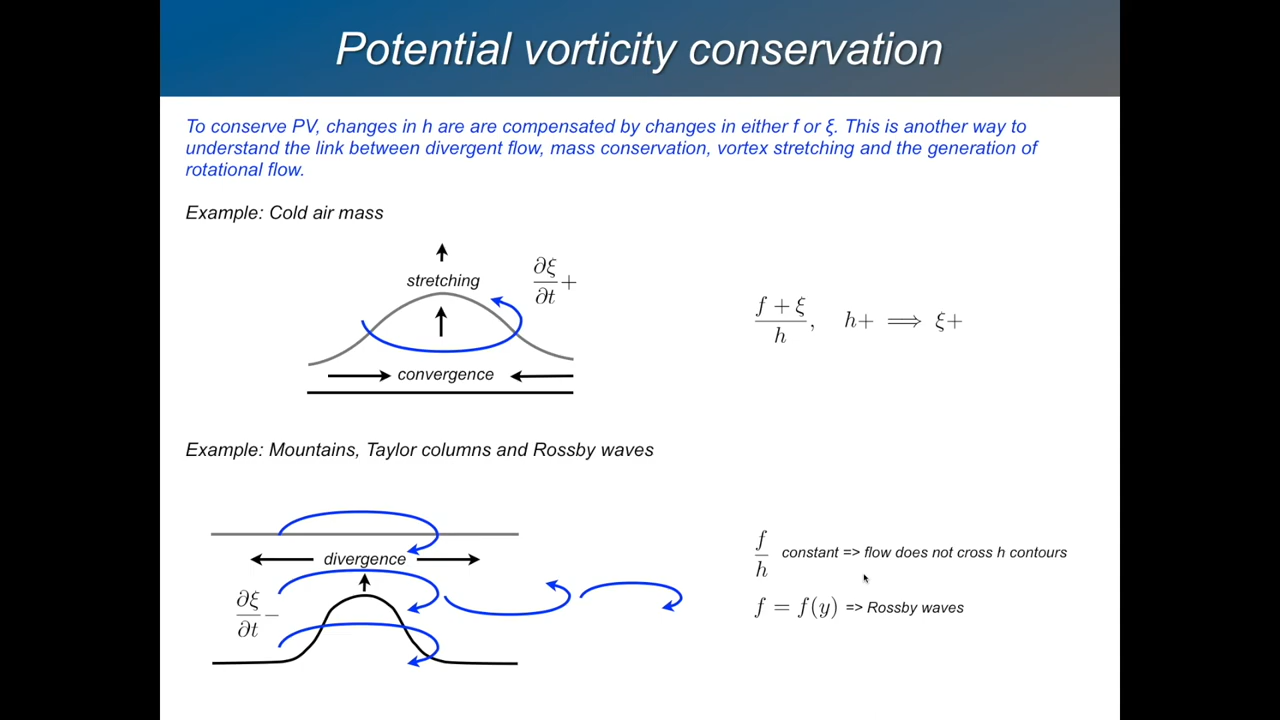 Potential vorticity conservation
To conserve PV, changes in h are are compensated by changes in either f or ξ. This is another way to
understand the link between divergent flow, mass conservation, vortex stretching and the generation of
rotational flow.
Example: Cold air mass
stretching
∂ξ/∂t +
(f + ξ)/h, h+ ⟹ ξ+
convergence
Example: Mountains, Taylor columns and Rossby waves
divergence
∂ξ/∂t −
f/h constant => flow does not cross h contours
f = f(y) => Rossby waves